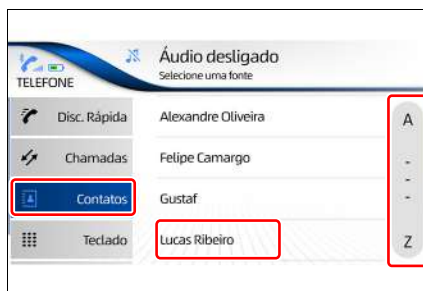 TELEFONE
Áudio desligado
Selecione uma fonte
Disc. Rápida
Alexandre Oliveira
A
Chamadas
Felipe Camargo
-
-
Contatos
Gustaf
-
Teclado
Lucas Ribeiro
Z